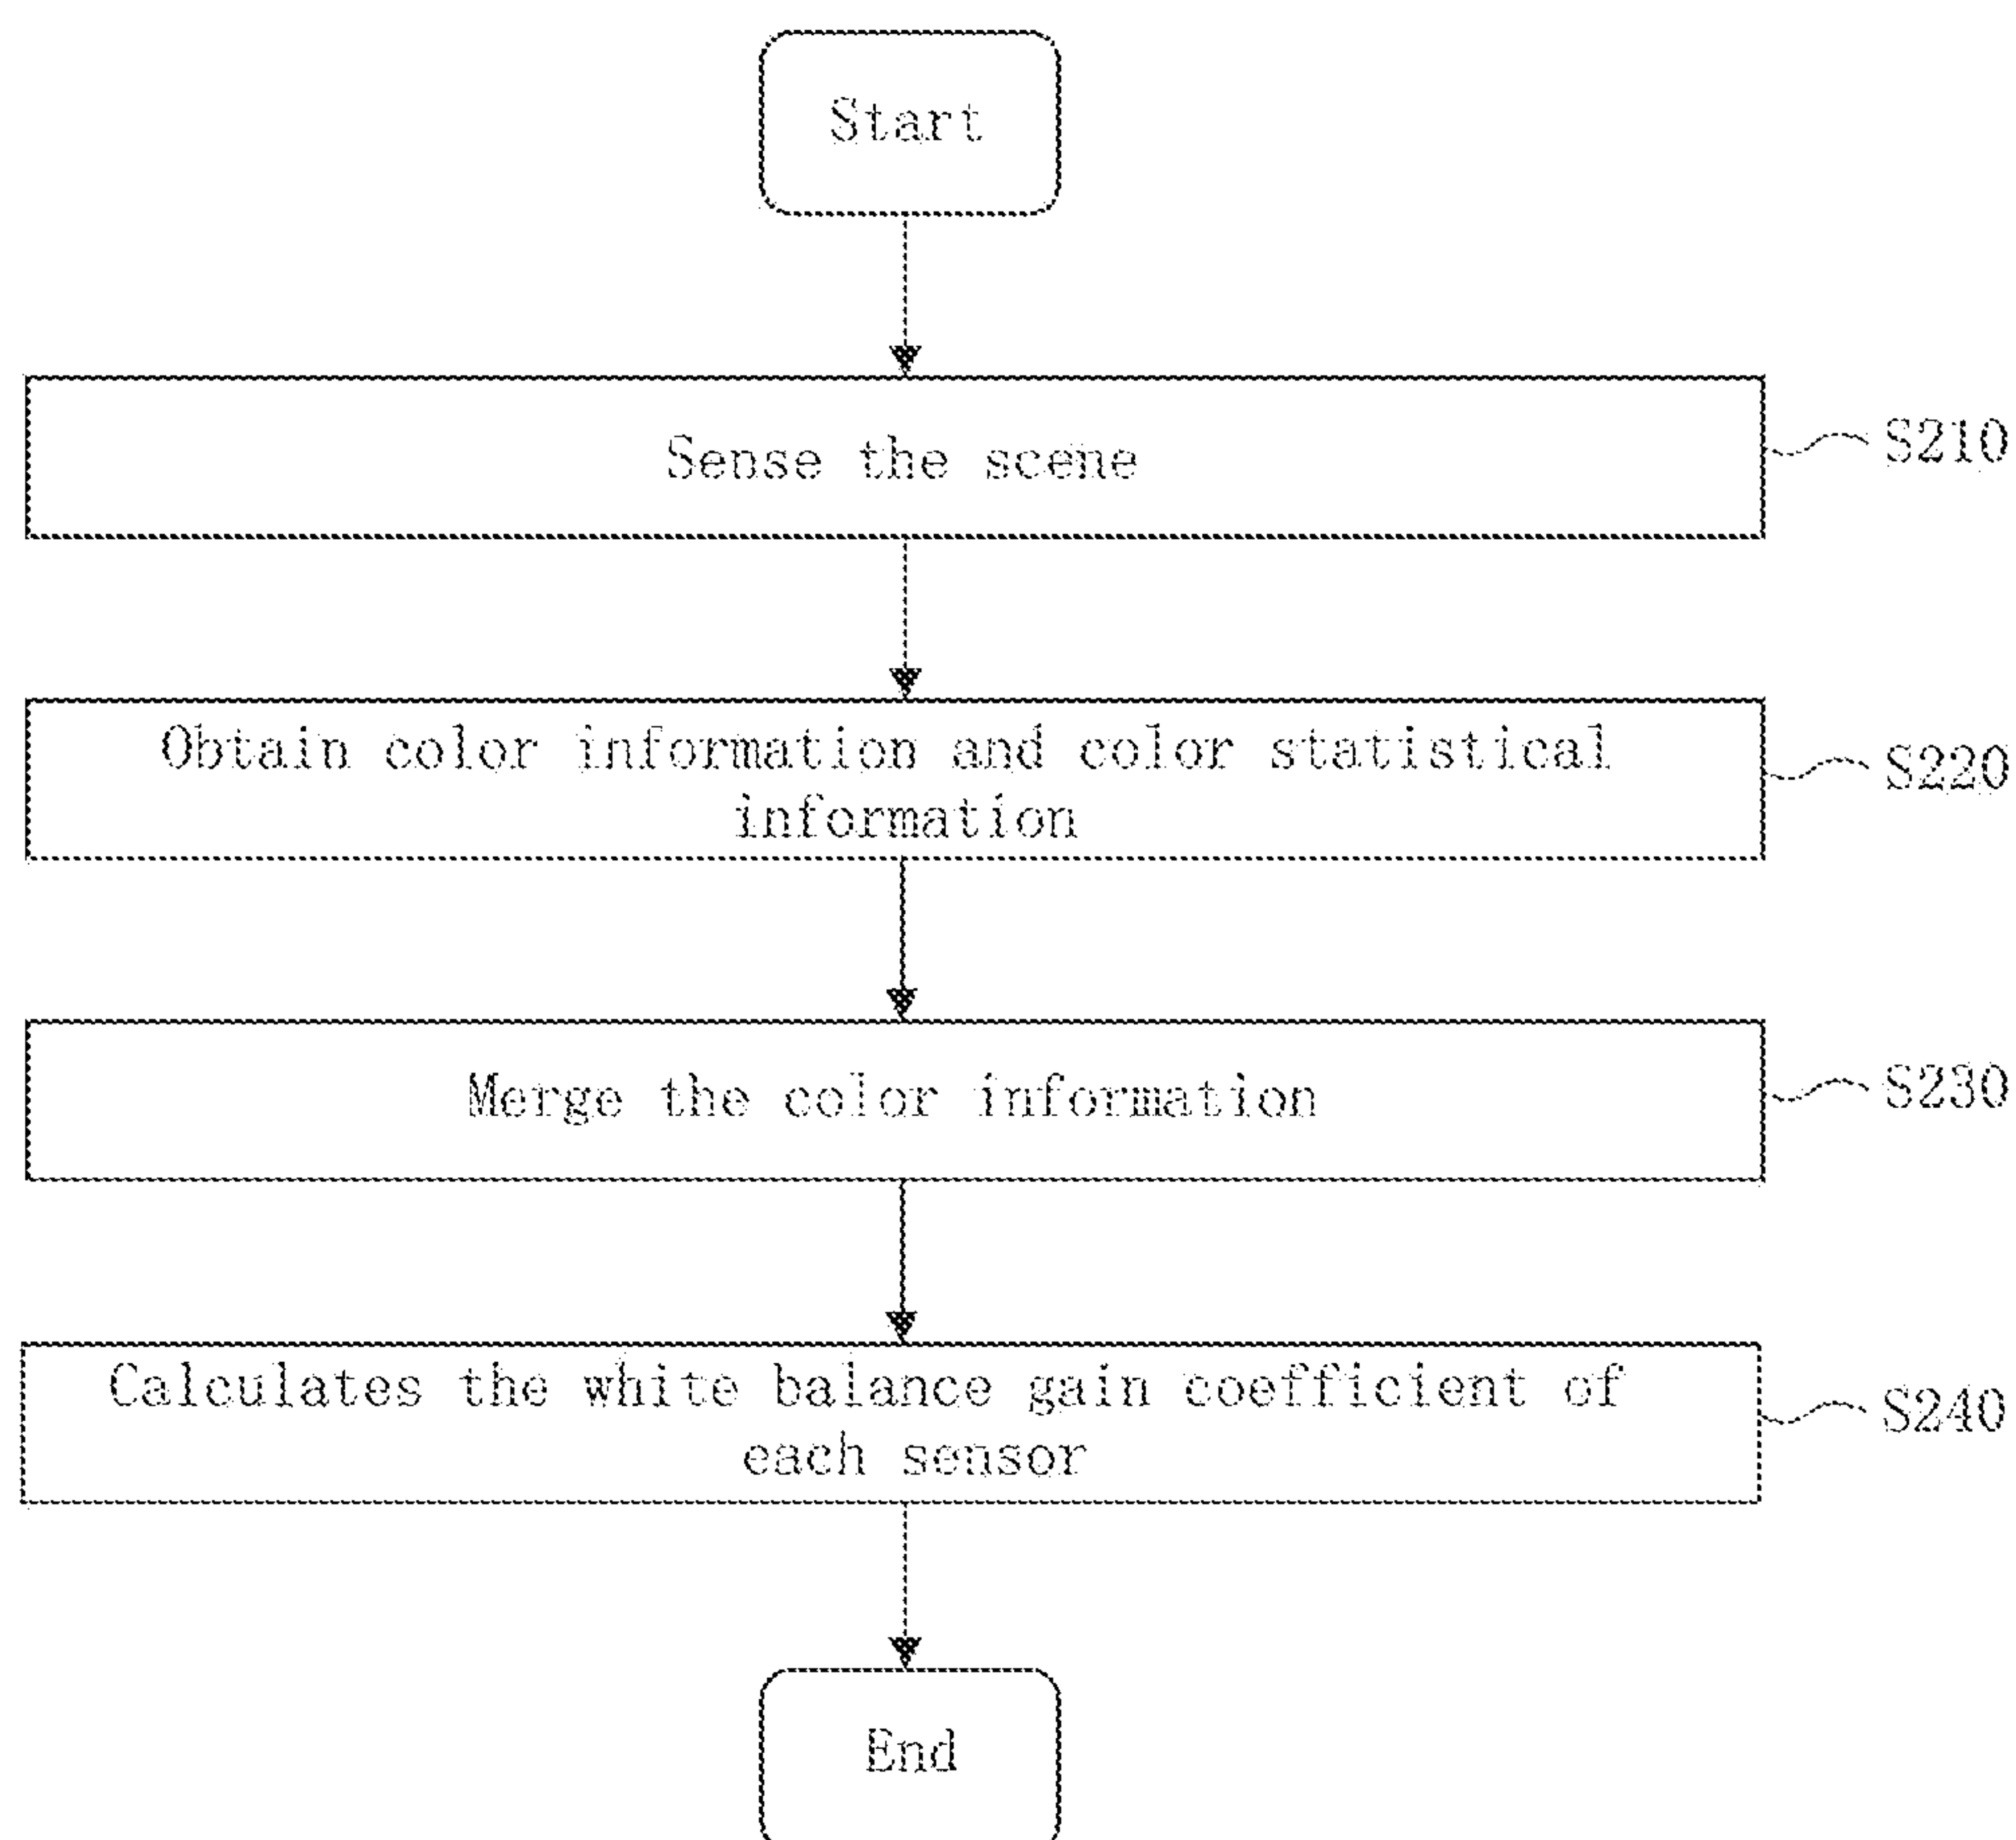 Start
Sense the scene
S210
Obtain color information and color statistical
information
S220
Merge the color information
S230
Calculates the white balance gain coefficient of
each sensor
S240
End